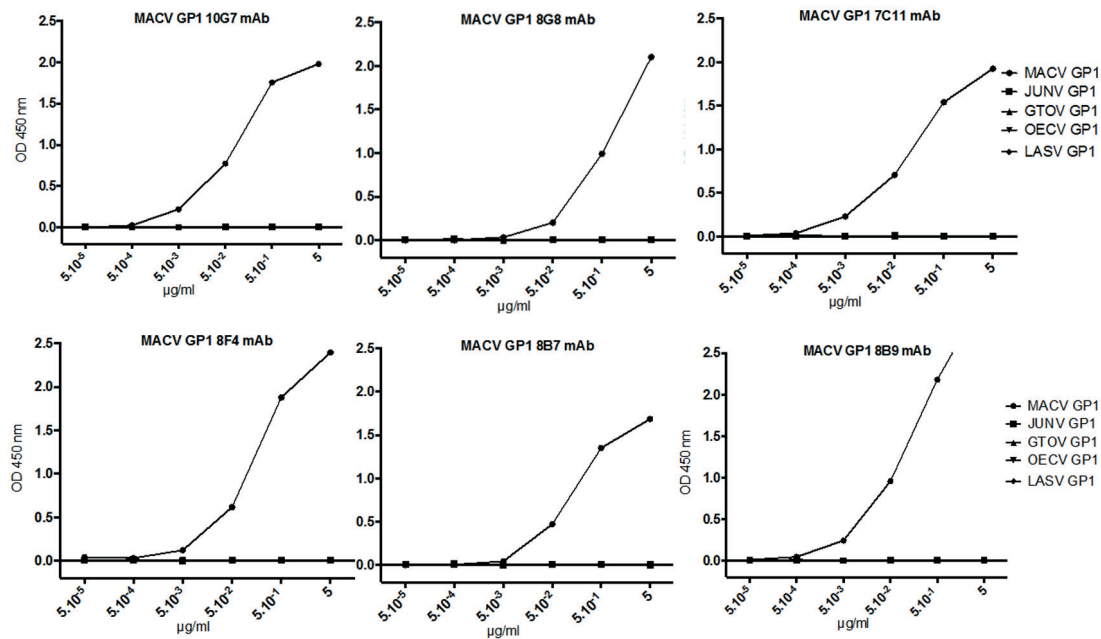 MACV GP1 10G7 mAb
OD 450 nm
2.5
2.0
1.5
1.0
0.5
0.0
5.10-5
5.10-4
5.10-3
5.10-2
5.10-1
5
µg/ml
MACV GP1 8G8 mAb
2.5
2.0
1.5
1.0
0.5
0.0
5.10-5
5.10-4
5.10-3
5.10-2
5.10-1
5
µg/ml
MACV GP1 7C11 mAb
2.5
2.0
1.5
1.0
0.5
0.0
5.10-5
5.10-4
5.10-3
5.10-2
5.10-1
5
µg/ml
MACV GP1
JUNV GP1
GTOV GP1
OECV GP1
LASV GP1
MACV GP1 8F4 mAb
OD 450 nm
2.5
2.0
1.5
1.0
0.5
0.0
5.10-5
5.10-4
5.10-3
5.10-2
5.10-1
5
µg/ml
MACV GP1 8B7 mAb
2.5
2.0
1.5
1.0
0.5
0.0
5.10-5
5.10-4
5.10-3
5.10-2
5.10-1
5
µg/ml
MACV GP1 8B9 mAb
OD 450 nm
2.5
2.0
1.5
1.0
0.5
0.0
5.10-5
5.10-4
5.10-3
5.10-2
5.10-1
5
µg/ml
MACV GP1
JUNV GP1
GTOV GP1
OECV GP1
LASV GP1